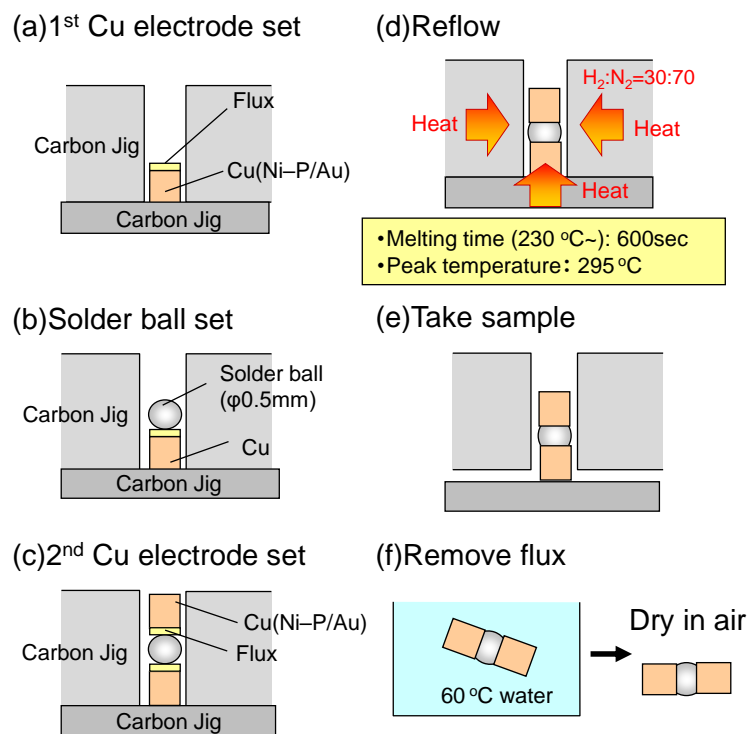 (a)1st Cu electrode set
Flux
Carbon Jig
Cu(Ni–P/Au)
Carbon Jig
(b)Solder ball set
Solder ball
(φ0.5mm)
Carbon Jig
Cu
Carbon Jig
(c)2nd Cu electrode set
Cu(Ni–P/Au)
Flux
Carbon Jig
Carbon Jig
(d)Reflow
H2:N2=30:70
Heat
Heat
Heat
•Melting time (230 ºC~): 600sec
•Peak temperature： 295 ºC
(e)Take sample
(f)Remove flux
Dry in air
60 ºC water